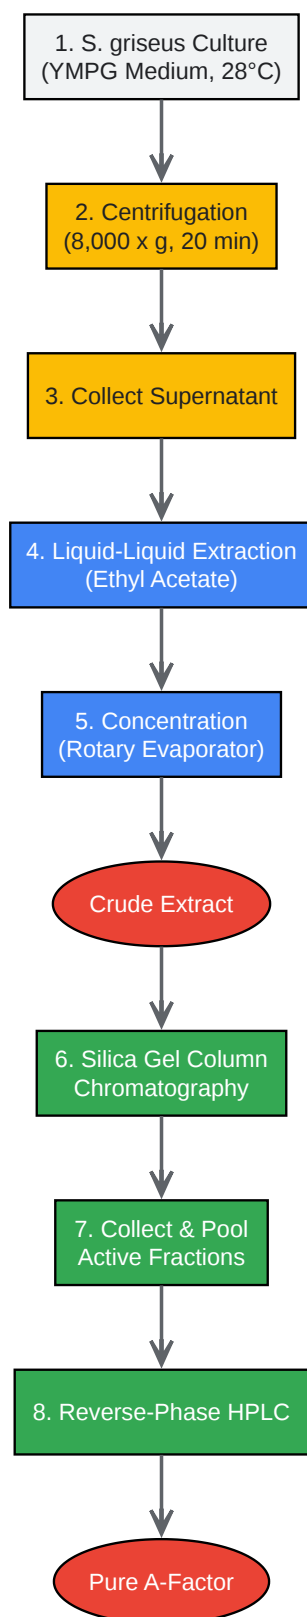 1. S. griseus Culture
(YMPG Medium, 28°C)
2. Centrifugation
(8,000 x g, 20 min)
3. Collect Supernatant
4. Liquid-Liquid Extraction
(Ethyl Acetate)
5. Concentration
(Rotary Evaporator)
Crude Extract
6. Silica Gel Column
Chromatography
7. Collect & Pool
Active Fractions
8. Reverse-Phase HPLC
Pure A-Factor